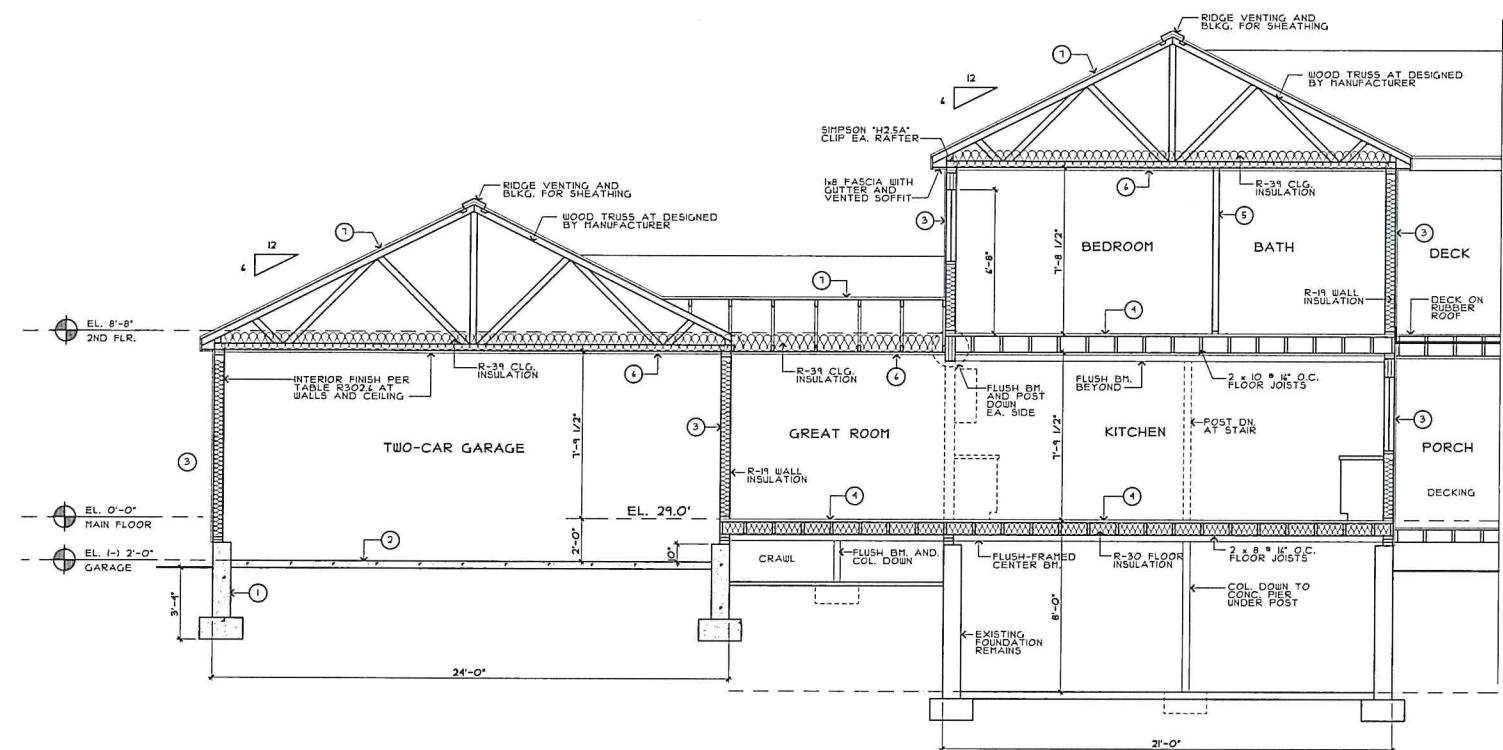 RIDGE VENTING AND
BLKG. FOR SHEATHING
7
12
6
WOOD TRUSS AT DESIGNED
BY MANUFACTURER
SIMPSON "H2.5A"
CLIP EA. RAFTER
1x8 FASCIA WITH
GUTTER AND
VENTED SOFFIT
6
R-39 CLG.
INSULATION
3
5
6'-8"
7'-8 1/2"
BEDROOM
BATH
3
DECK
R-19 WALL
INSULATION
DECK ON
RUBBER
ROOF
4
RIDGE VENTING AND
BLKG. FOR SHEATHING
7
WOOD TRUSS AT DESIGNED
BY MANUFACTURER
12
6
7
EL. 8'-8"
2ND FLR.
INTERIOR FINISH PER
TABLE R302.6 AT
WALLS AND CEILING
R-39 CLG.
INSULATION
6
R-39 CLG.
INSULATION
6
FLUSH BM.
AND POST
DOWN
EA. SIDE
FLUSH BM.
BEYOND
2 x 10 @ 16" O.C.
FLOOR JOISTS
3
TWO-CAR GARAGE
7'-9 1/2"
3
GREAT ROOM
7'-9 1/2"
KITCHEN
POST DN.
AT STAIR
3
PORCH
R-19 WALL
INSULATION
DECKING
EL. 0'-0"
MAIN FLOOR
EL. 29.0'
4
4
EL. (-) 2'-0"
GARAGE
2
2'-0"
10"
CRAWL
FLUSH BM. AND.
COL. DOWN
FLUSH-FRAMED
CENTER BM.
R-30 FLOOR
INSULATION
2 x 8 @ 16" O.C.
FLOOR JOISTS
3'-4"
1
8'-0"
COL. DOWN TO
CONC. PIER
UNDER POST
EXISTING
FOUNDATION
REMAINS
24'-0"
21'-0"